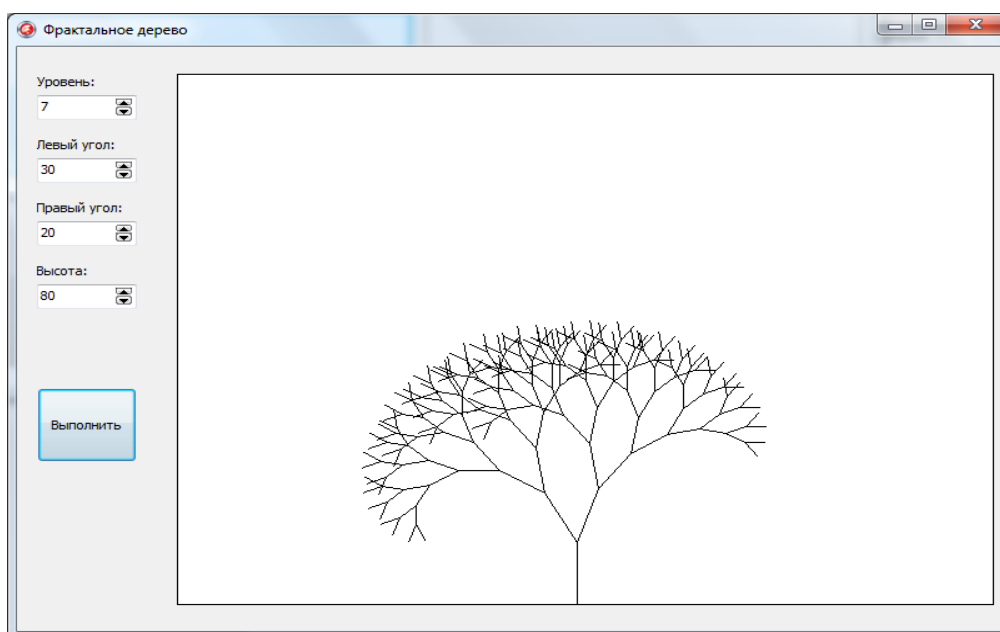 Фрактальное дерево
Уровень:
7
Левый угол:
30
Правый угол:
20
Высота:
80
Выполнить